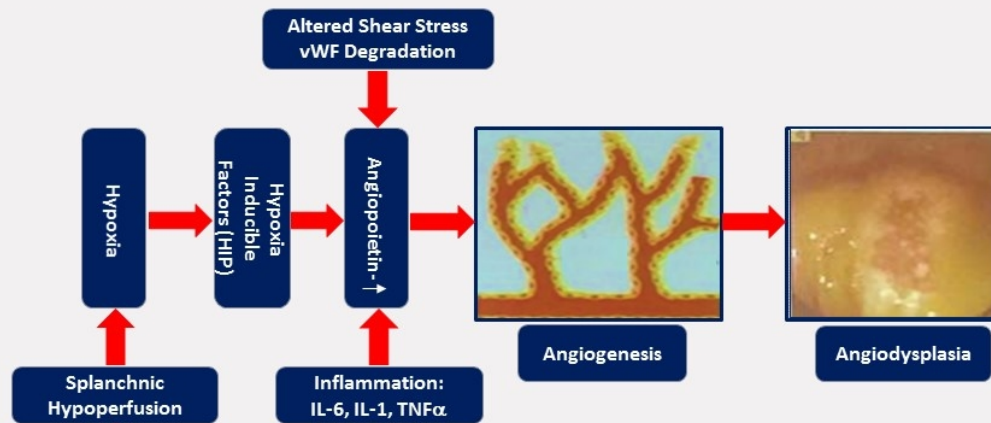 Altered Shear Stress
vWF Degradation
Hypoxia
Hypoxia
Inducible
Factors (HIP)
Angiopoietin-↑
Splanchnic
Hypoperfusion
Inflammation:
IL-6, IL-1, TNFα
Angiogenesis
Angiodysplasia